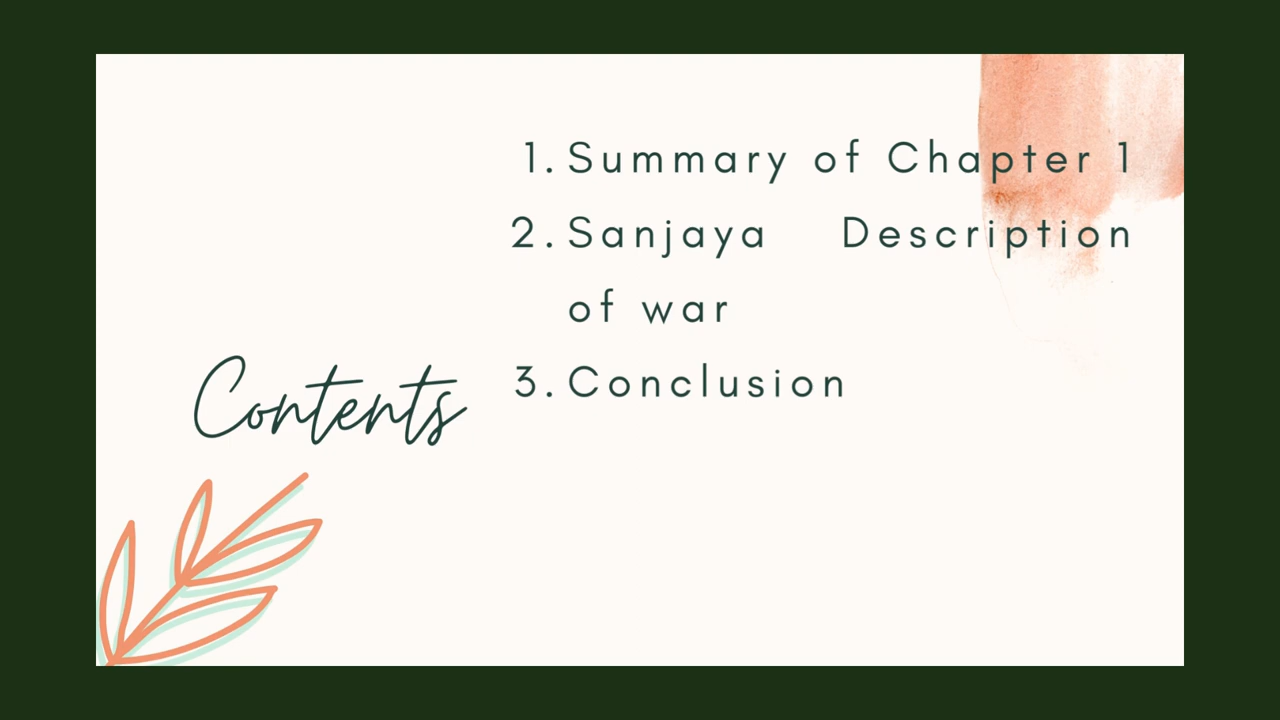 Contents
1. Summary of Chapter 1
2. Sanjaya Description
of war
3. Conclusion